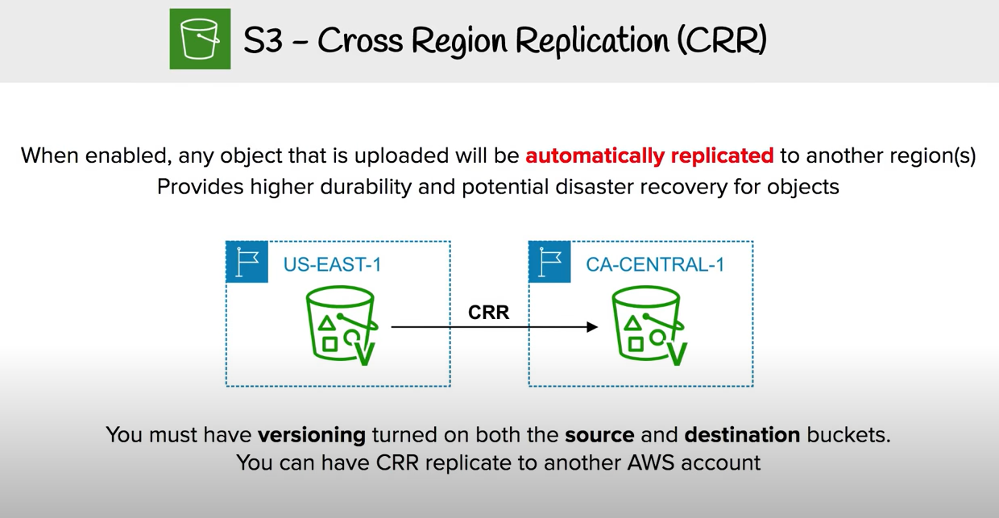 S3 – Cross Region Replication (CRR)
When enabled, any object that is uploaded will be automatically replicated to another region(s)
Provides higher durability and potential disaster recovery for objects
US-EAST-1
CA-CENTRAL-1
CRR
V
V
You must have versioning turned on both the source and destination buckets.
You can have CRR replicate to another AWS account